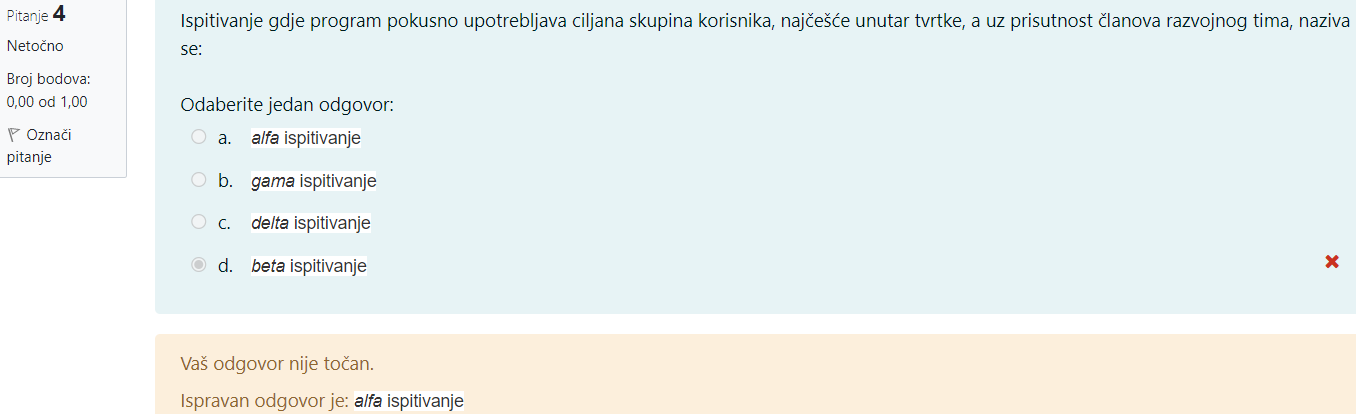 Pitanje 4
Netočno
Broj bodova:
0,00 od 1,00
Označi
pitanje
Ispitivanje gdje program pokusno upotrebljava ciljana skupina korisnika, najčešće unutar tvrtke, a uz prisutnost članova razvojnog tima, naziva
se:
Odaberite jedan odgovor:
a. alfa ispitivanje
b. gama ispitivanje
c. delta ispitivanje
d. beta ispitivanje
Vaš odgovor nije točan.
Ispravan odgovor je: alfa ispitivanje